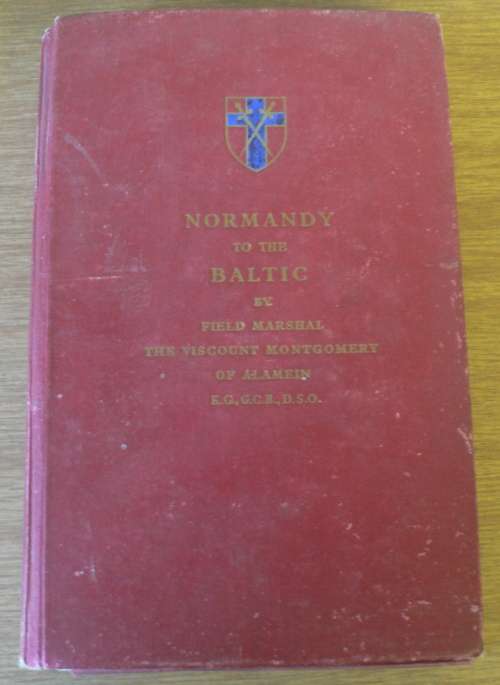 NORMANDY
TO THE
BALTIC
BY
FIELD MARSHAL
THE VISCOUNT MONTGOMERY
OF ALAMEIN
K.G., G.C.B., D.S.O.